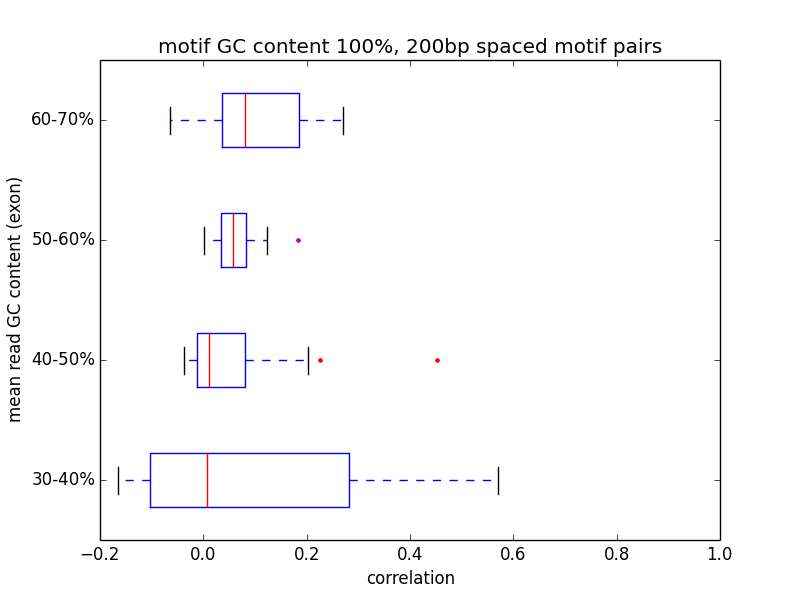 motif GC content 100%, 200bp spaced motif pairs
mean read GC content (exon)
60-70%
50-60%
40-50%
30-40%
−0.2 0.0 0.2 0.4 0.6 0.8 1.0
correlation